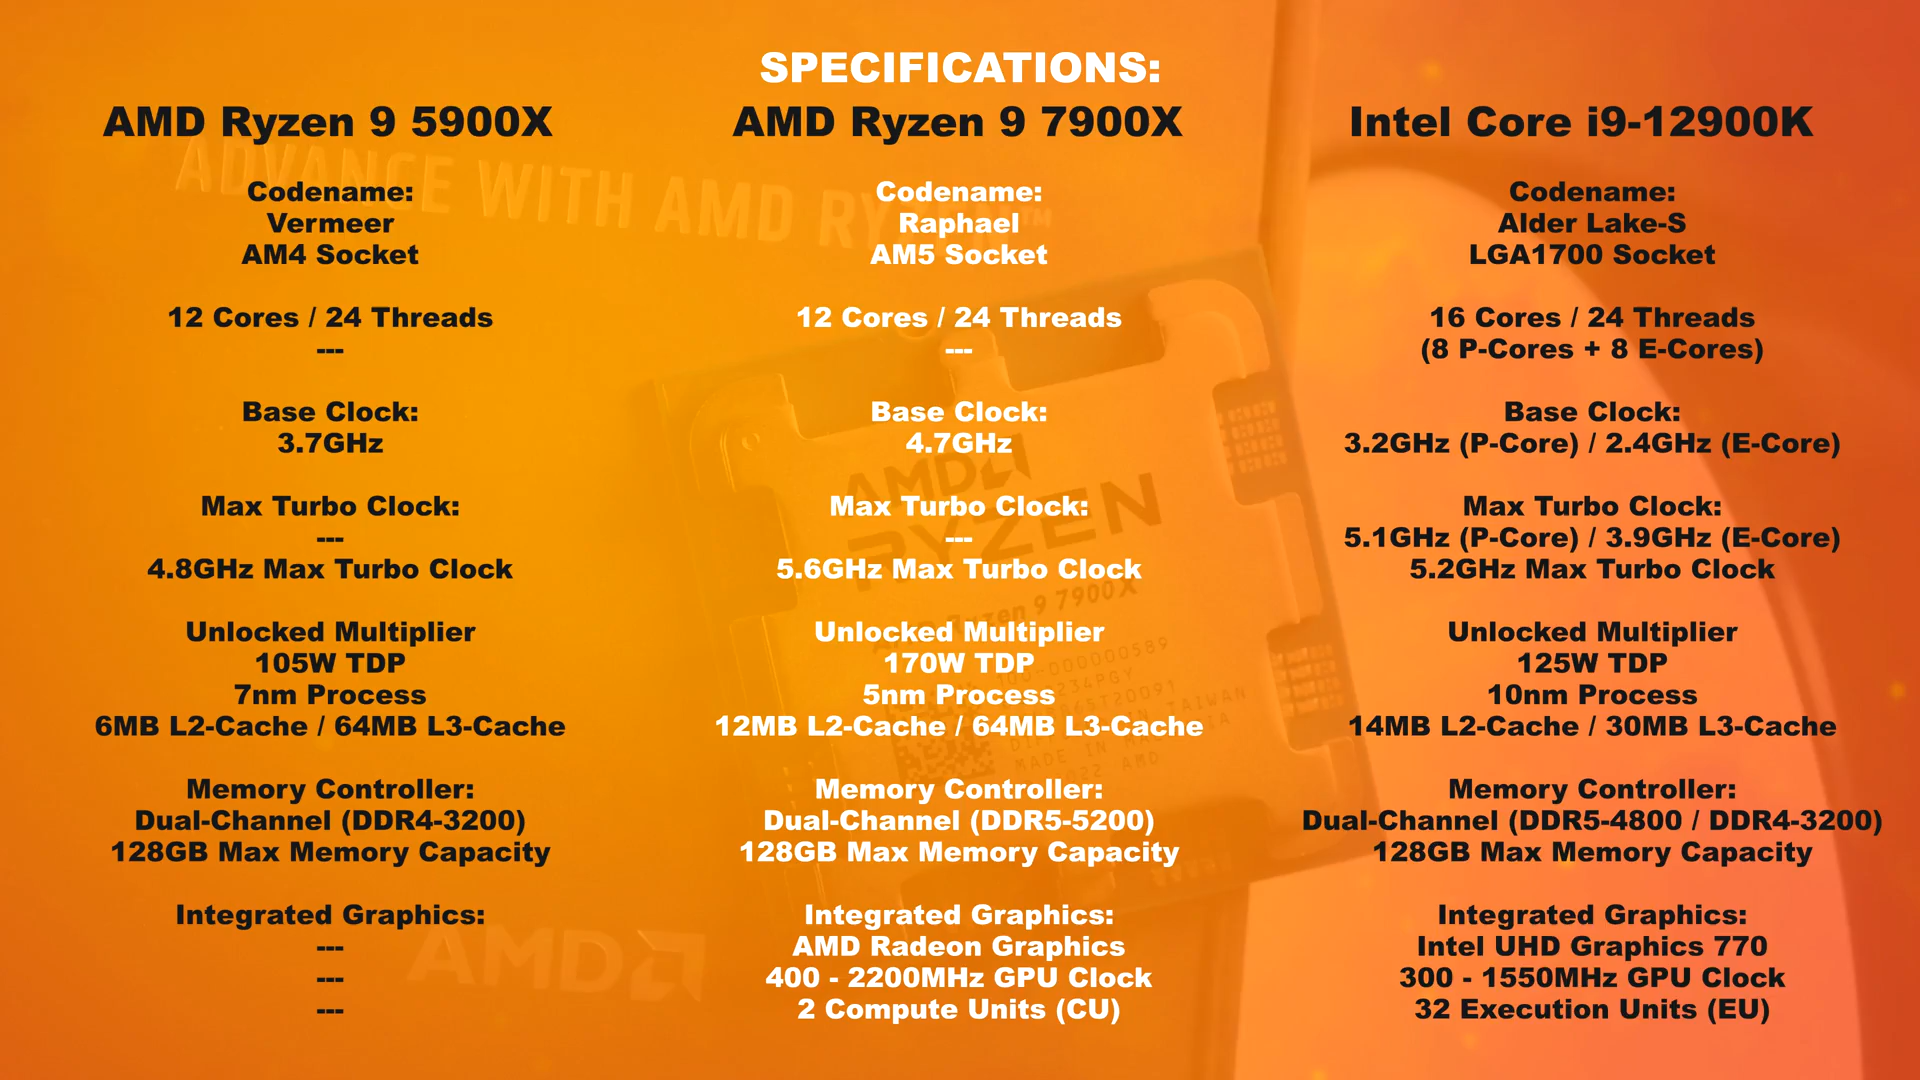 SPECIFICATIONS:
AMD Ryzen 9 5900X
Codename:
Vermeer
AM4 Socket
12 Cores / 24 Threads
---
Base Clock:
3.7GHz
Max Turbo Clock:
---
4.8GHz Max Turbo Clock
Unlocked Multiplier
105W TDP
7nm Process
6MB L2-Cache / 64MB L3-Cache
Memory Controller:
Dual-Channel (DDR4-3200)
128GB Max Memory Capacity
Integrated Graphics:
---
---
---
AMD Ryzen 9 7900X
Codename:
Raphael
AM5 Socket
12 Cores / 24 Threads
---
Base Clock:
4.7GHz
Max Turbo Clock:
---
5.6GHz Max Turbo Clock
Unlocked Multiplier
170W TDP
5nm Process
12MB L2-Cache / 64MB L3-Cache
Memory Controller:
Dual-Channel (DDR5-5200)
128GB Max Memory Capacity
Integrated Graphics:
AMD Radeon Graphics
400 - 2200MHz GPU Clock
2 Compute Units (CU)
Intel Core i9-12900K
Codename:
Alder Lake-S
LGA1700 Socket
16 Cores / 24 Threads
(8 P-Cores + 8 E-Cores)
Base Clock:
3.2GHz (P-Core) / 2.4GHz (E-Core)
Max Turbo Clock:
5.1GHz (P-Core) / 3.9GHz (E-Core)
5.2GHz Max Turbo Clock
Unlocked Multiplier
125W TDP
10nm Process
14MB L2-Cache / 30MB L3-Cache
Memory Controller:
Dual-Channel (DDR5-4800 / DDR4-3200)
128GB Max Memory Capacity
Integrated Graphics:
Intel UHD Graphics 770
300 - 1550MHz GPU Clock
32 Execution Units (EU)
ADVANCE WITH AMD
AMD
RYZEN
9 7900X
AMD